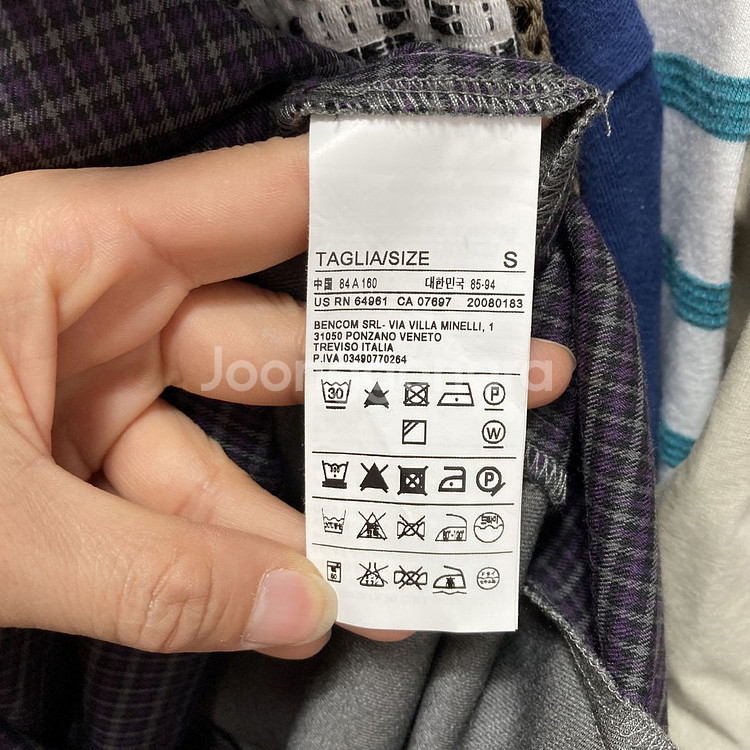 TAGLIA/SIZE S
中国 84 A 160 대한민국 85-94
US RN 64961 CA 07697 20080183
BENCOM SRL- VIA VILLA MINELLI, 1
31050 PONZANO VENETO
TREVISO ITALIA
P.IVA 03490770264
30 P
W
P